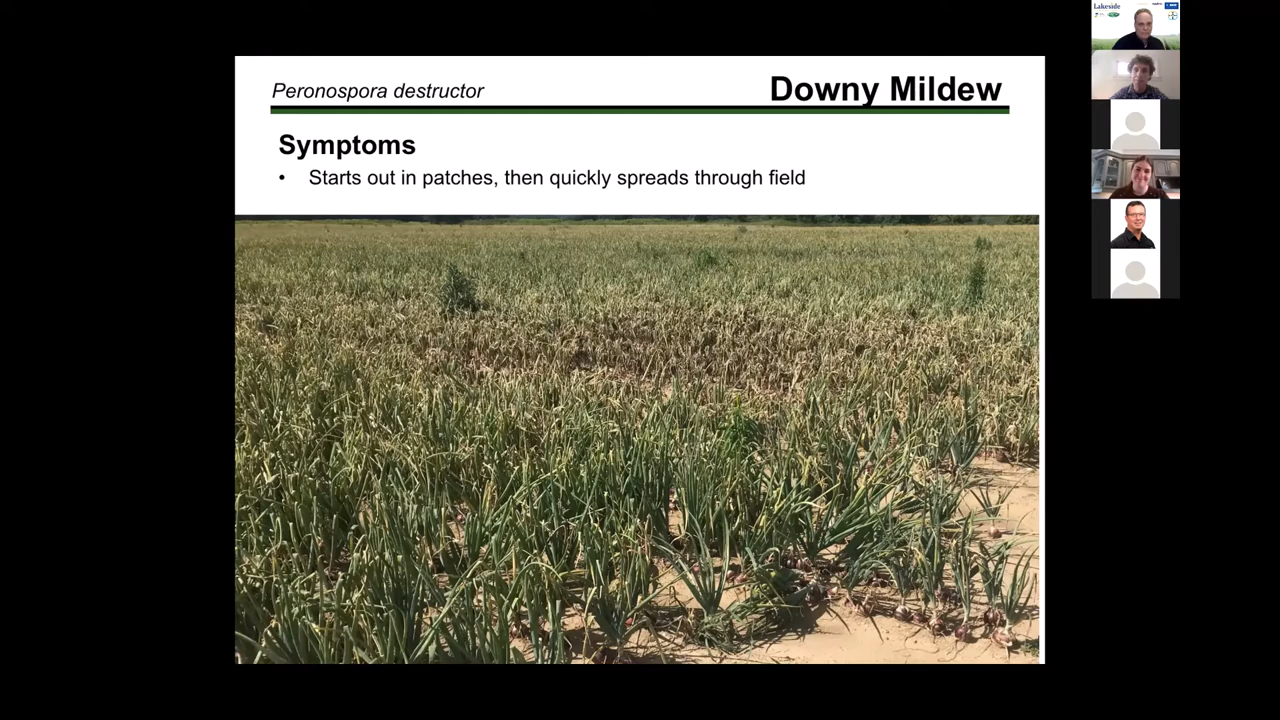 Peronospora destructor
Downy Mildew
Symptoms
• Starts out in patches, then quickly spreads through field
Lakeside